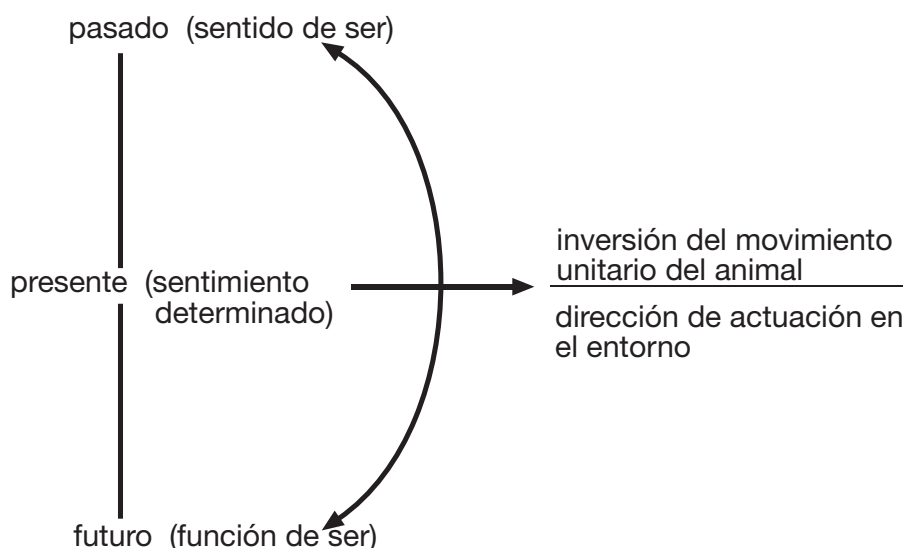 pasado (sentido de ser)
presente (sentimiento
determinado)
inversión del movimiento
unitario del animal
dirección de actuación en
el entorno
futuro (función de ser)